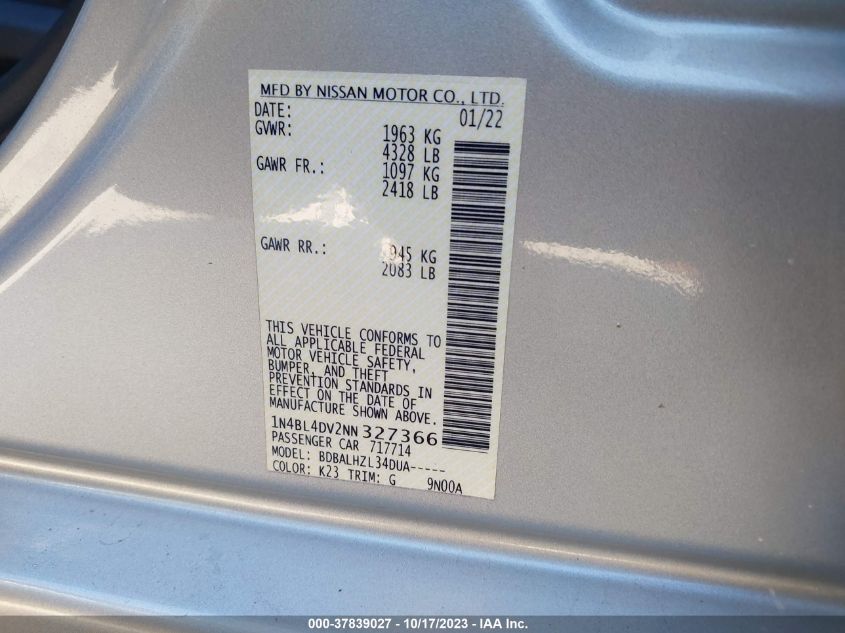 MFD BY NISSAN MOTOR CO., LTD.
DATE: 01/22
GVWR: 1963 KG
4328 LB
GAWR FR.: 1097 KG
2418 LB
GAWR RR.: 945 KG
2083 LB
THIS VEHICLE CONFORMS TO
ALL APPLICABLE FEDERAL
MOTOR VEHICLE SAFETY,
BUMPER, AND THEFT
PREVENTION STANDARDS IN
EFFECT ON THE DATE OF
MANUFACTURE SHOWN ABOVE.
1N4BL4DV2NN327366
PASSENGER CAR 717714
MODEL: BDBALHZL34DUA-----
COLOR: K23 TRIM: G 9N00A
000-37839027 - 10/17/2023 - IAA Inc.